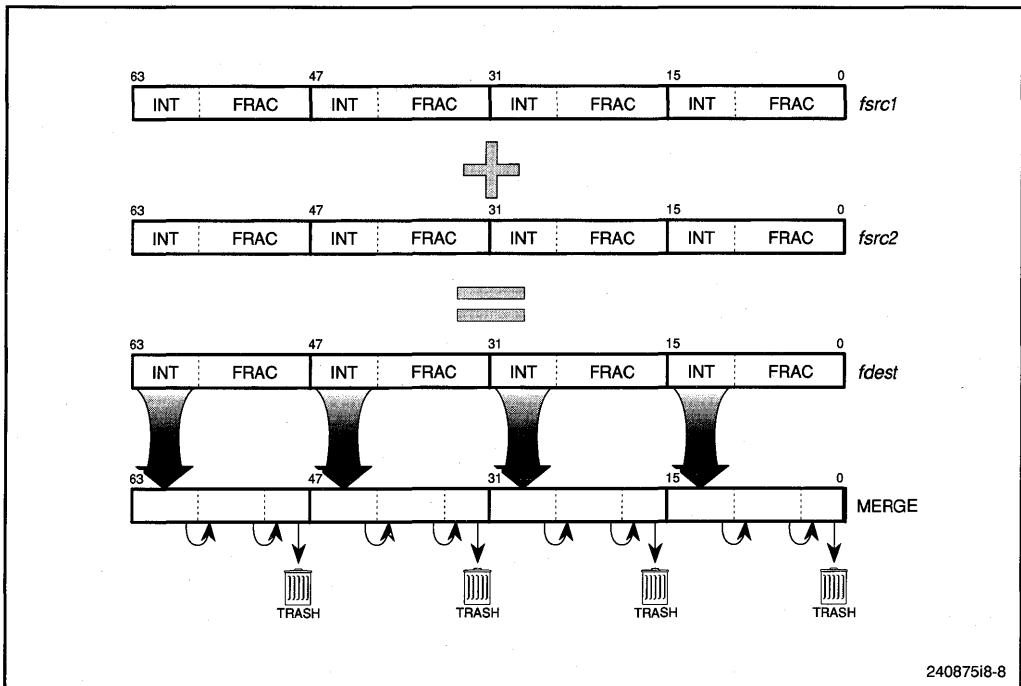 63 47 31 15 0
INT FRAC INT FRAC INT FRAC INT FRAC fsrc1
63 47 31 15 0
INT FRAC INT FRAC INT FRAC INT FRAC fsrc2
63 47 31 15 0
INT FRAC INT FRAC INT FRAC INT FRAC fdest
63 47 31 15 0
MERGE
TRASH TRASH TRASH TRASH
240875i8-8